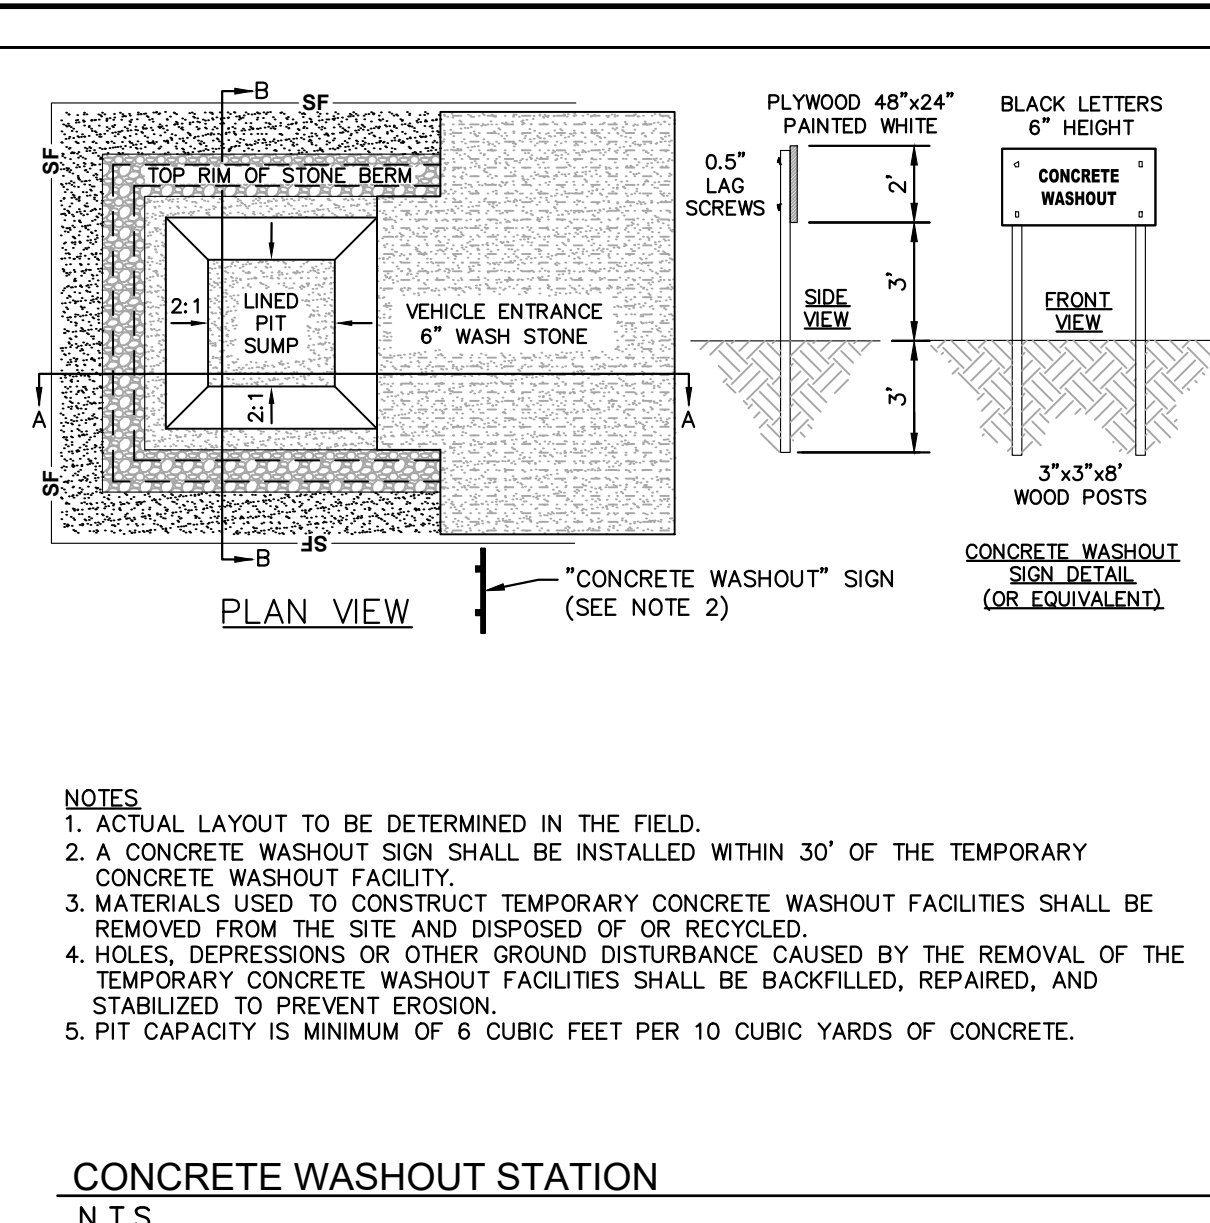 B
SF
SF
TOP RIM OF STONE BERM
2:1
LINED
PIT
SUMP
VEHICLE ENTRANCE
6" WASH STONE
2:1
A
A
SF
SF
B
PLAN VIEW
"CONCRETE WASHOUT" SIGN
(SEE NOTE 2)
PLYWOOD 48"x24"
PAINTED WHITE
0.5"
LAG
SCREWS
2'
3'
SIDE
VIEW
3'
BLACK LETTERS
6" HEIGHT
CONCRETE
WASHOUT
FRONT
VIEW
3"x3"x8'
WOOD POSTS
CONCRETE WASHOUT
SIGN DETAIL
(OR EQUIVALENT)
NOTES
1. ACTUAL LAYOUT TO BE DETERMINED IN THE FIELD.
2. A CONCRETE WASHOUT SIGN SHALL BE INSTALLED WITHIN 30' OF THE TEMPORARY
CONCRETE WASHOUT FACILITY.
3. MATERIALS USED TO CONSTRUCT TEMPORARY CONCRETE WASHOUT FACILITIES SHALL BE
REMOVED FROM THE SITE AND DISPOSED OF OR RECYCLED.
4. HOLES, DEPRESSIONS OR OTHER GROUND DISTURBANCE CAUSED BY THE REMOVAL OF THE
TEMPORARY CONCRETE WASHOUT FACILITIES SHALL BE BACKFILLED, REPAIRED, AND
STABILIZED TO PREVENT EROSION.
5. PIT CAPACITY IS MINIMUM OF 6 CUBIC FEET PER 10 CUBIC YARDS OF CONCRETE.
CONCRETE WASHOUT STATION
N.T.S.